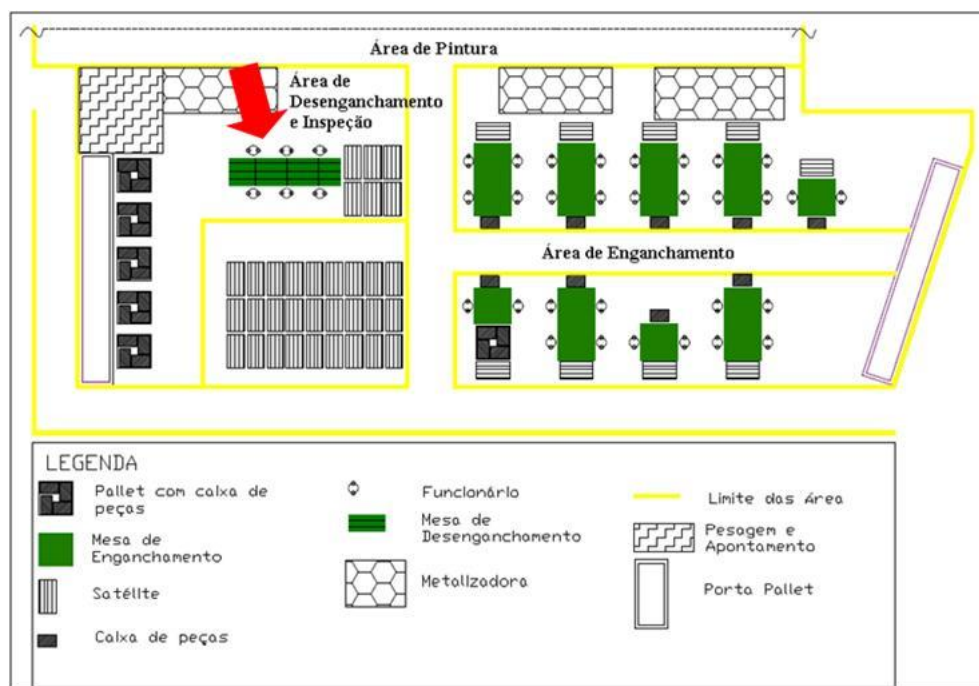 Área de Pintura
Área de
Desenganchamento
e Inspeção
Área de Enganchamento
LEGENDA
Pallet com caixa de
peças
Mesa de
Enganchamento
Satélite
Caixa de peças
Funcionário
Mesa de
Desenganchamento
Metalizadora
Limite das Área
Pesagem e
Apontamento
Porta Pallet